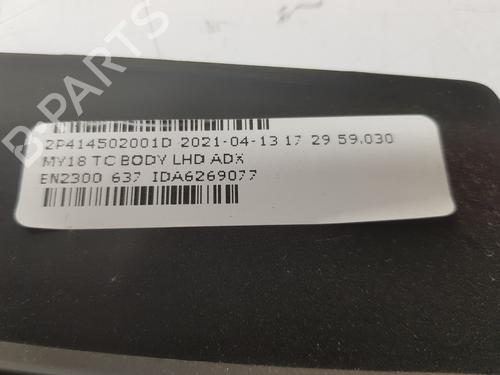 2P414502001D 2021-04-13 17 29 59.030
MY18 TC BODY LHD ADX
EN2300 637 IDA6269077
B-PARTS